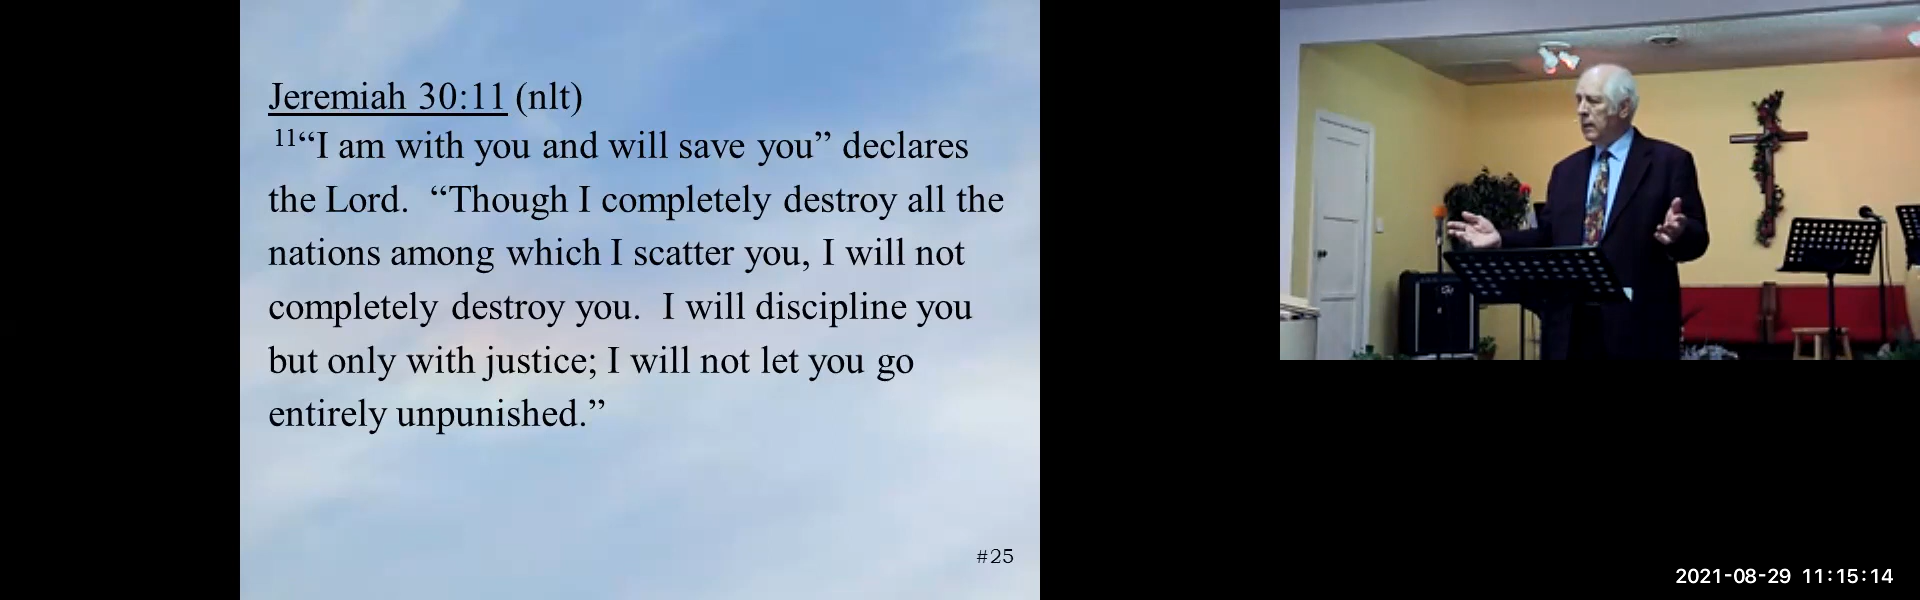 Jeremiah 30:11 (nlt)
11“I am with you and will save you” declares
the Lord.  “Though I completely destroy all the
nations among which I scatter you, I will not
completely destroy you.  I will discipline you
but only with justice; I will not let you go
entirely unpunished.”
#25
2021-08-29 11:15:14